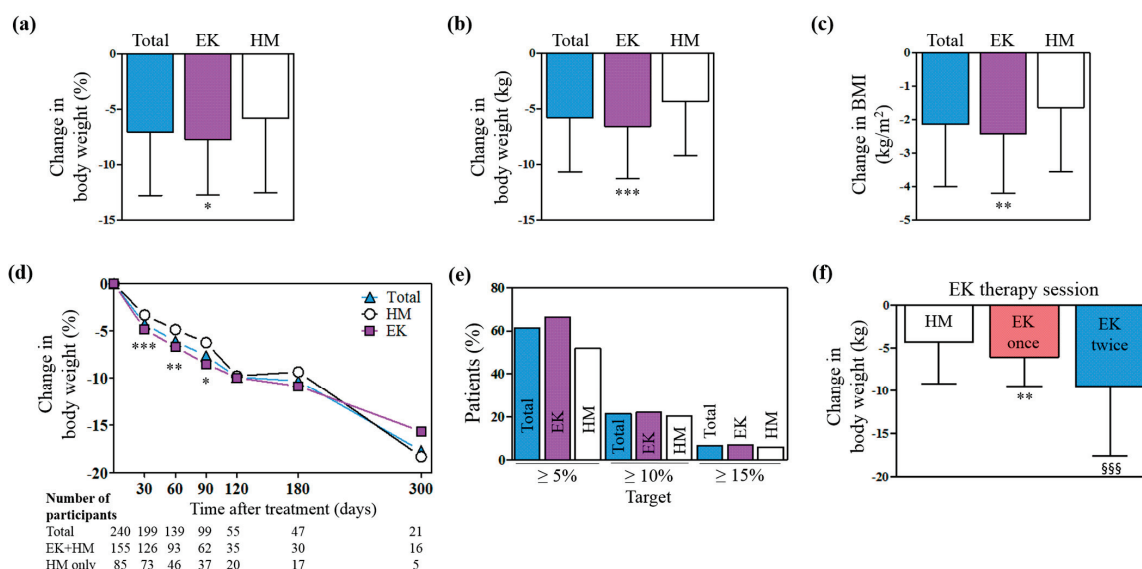 (a)
Total EK HM
0
-5
-10
-15
Change in
body weight (%)
*
(b)
Total EK HM
0
-5
-10
-15
Change in
body weight (kg)
***
(c)
Total EK HM
0
-1
-2
-3
-4
-5
Change in BMI
(kg/m²)
**
(d)
0
-5
-10
-15
-20
Change in
body weight (%)
Total
HM
EK
*** ** *
30 60 90 120 180 300
Time after treatment (days)
Number of
participants
Total 240 199 139 99 55 47 21
EK+HM 155 126 93 62 35 30 16
HM only 85 73 46 37 20 17 5
(e)
80
60
40
20
0
Patients (%)
Total EK HM
Total EK HM
Total EK HM
≥ 5% ≥ 10% ≥ 15%
Target
(f)
EK therapy session
0
-5
-10
-15
-20
Change in
body weight (kg)
HM
EK
once
EK
twice
**
§§§